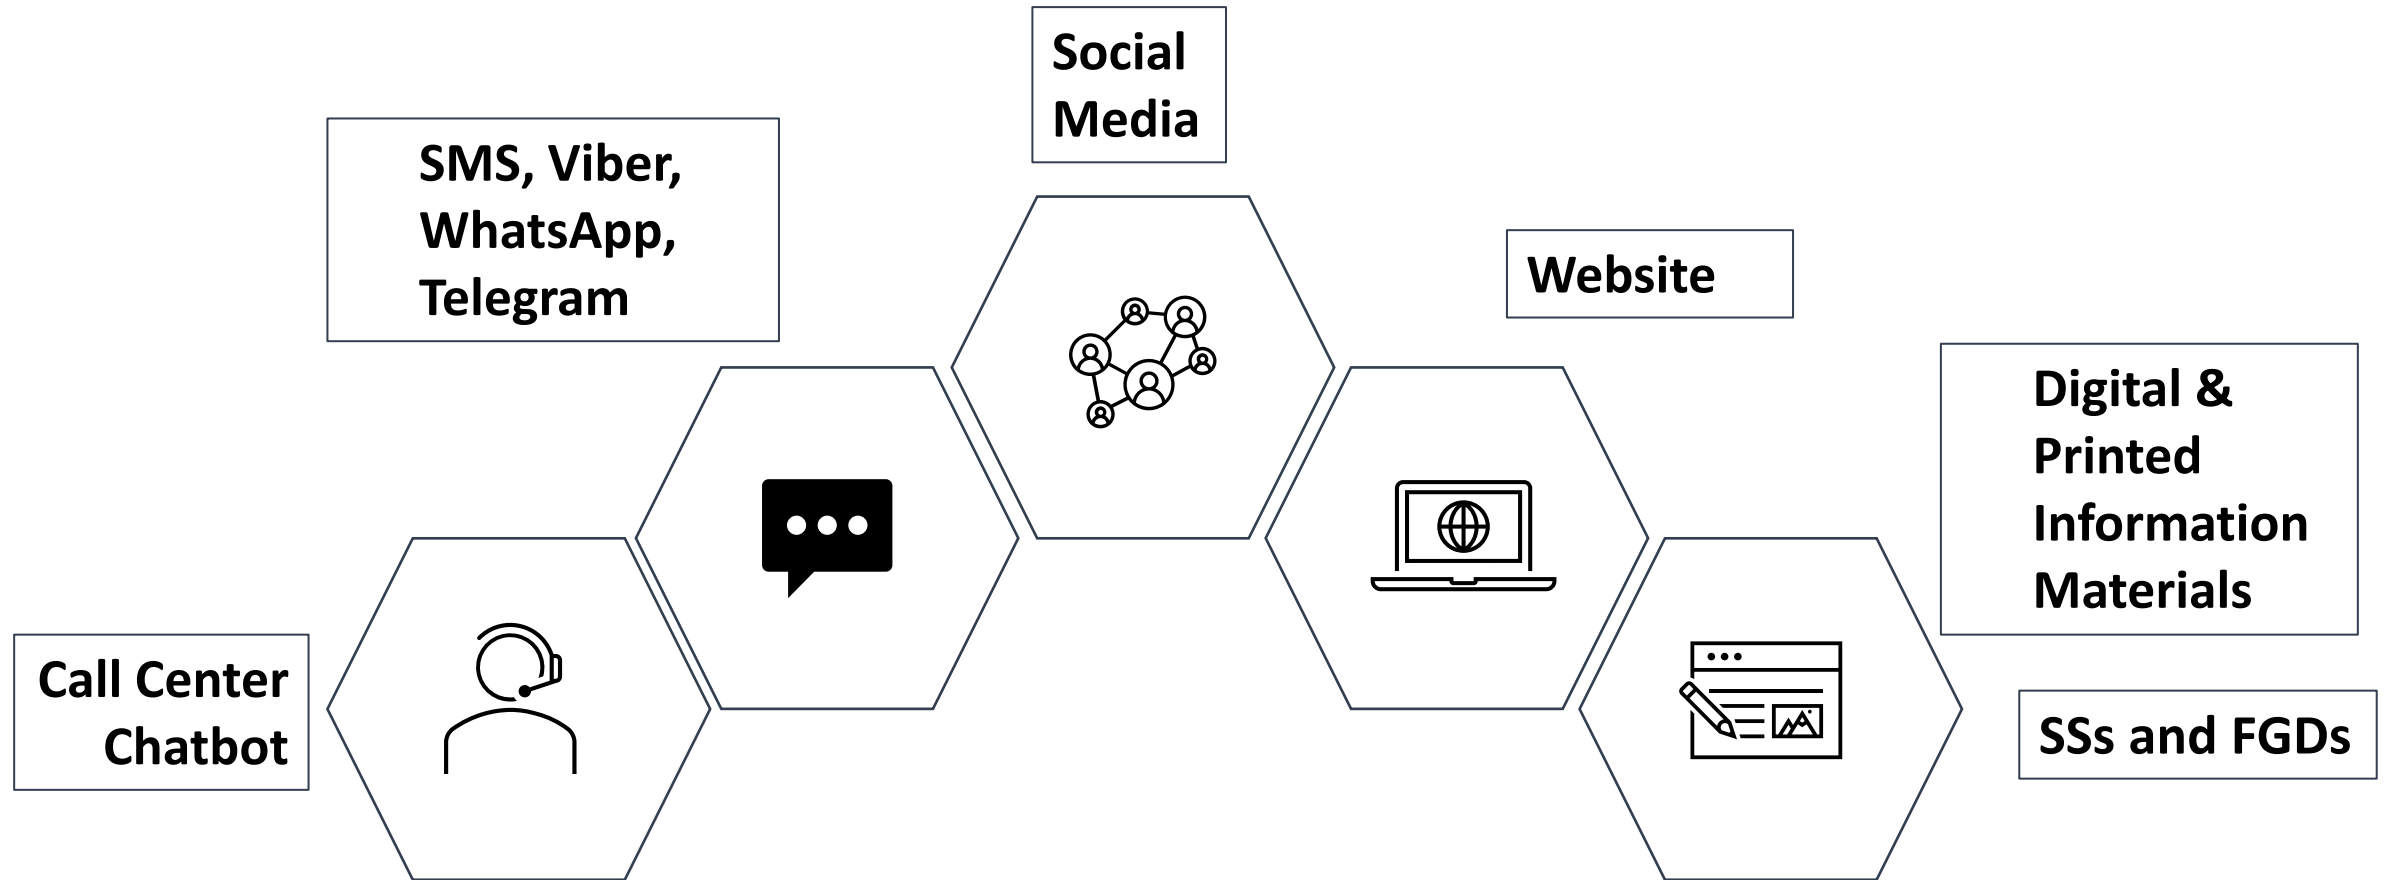 Social
Media
SMS, Viber,
WhatsApp,
Telegram
Website
Digital &
Printed
Information
Materials
Call Center
Chatbot
SSs and FGDs